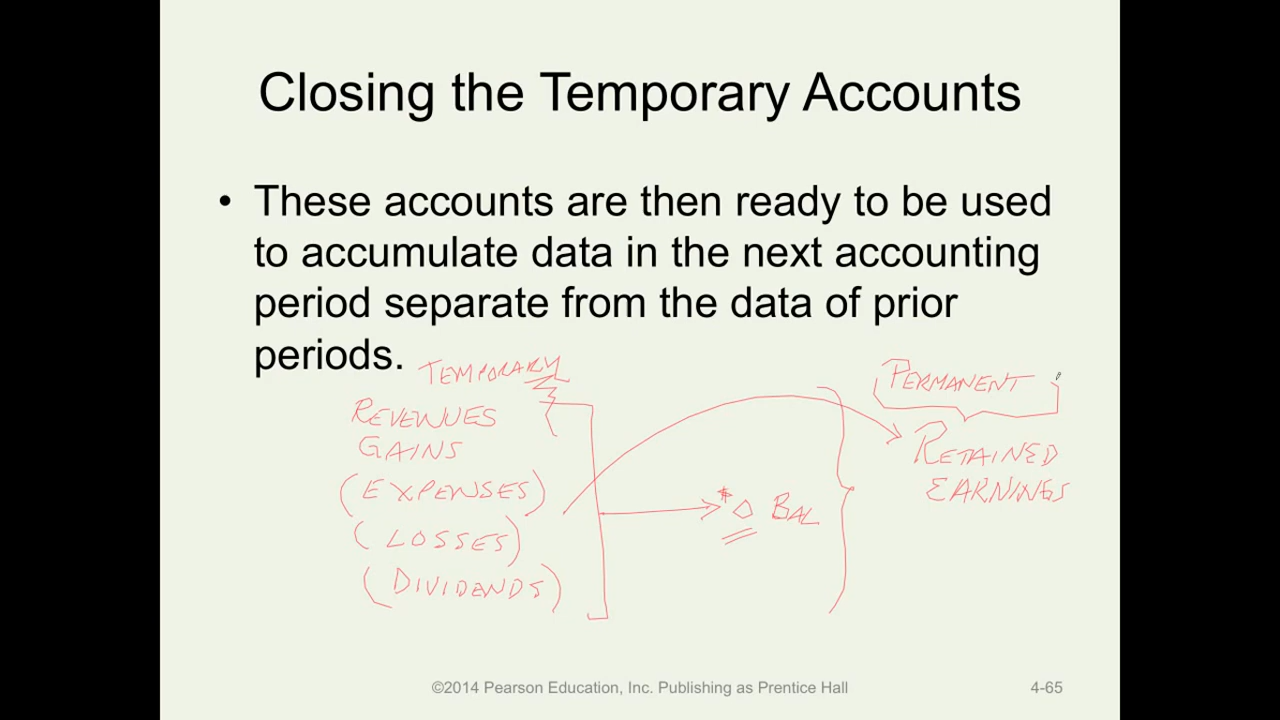 Closing the Temporary Accounts
• These accounts are then ready to be used
to accumulate data in the next accounting
period separate from the data of prior
periods.
TEMPORARY
REVENUES
GAINS
(EXPENSES)
(LOSSES)
(DIVIDENDS)
$0 BAL
PERMANENT
RETAINED
EARNINGS
©2014 Pearson Education, Inc. Publishing as Prentice Hall
4-65